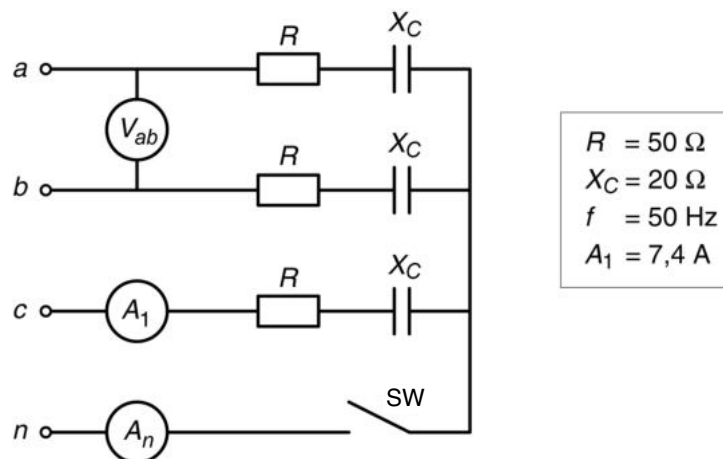 X_C
R
a
V_ab
R
X_C
b
R
X_C
c
A_1
SW
n
A_n
R = 50 Ω
X_C = 20 Ω
f = 50 Hz
A_1 = 7,4 A